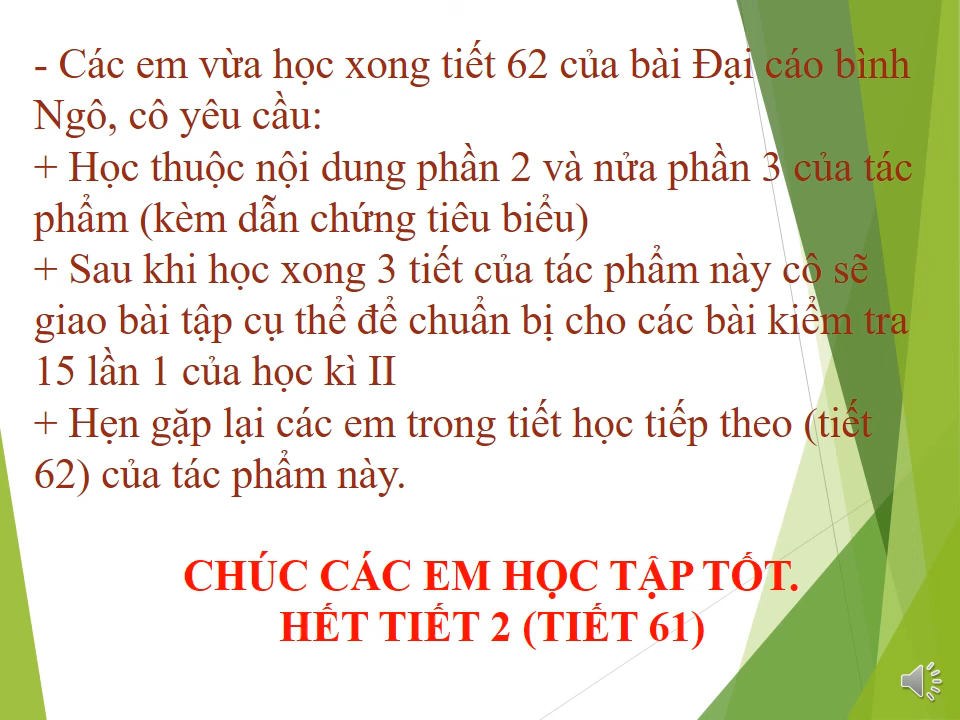 - Các em vừa học xong tiết 62 của bài Đại cáo bình
Ngô, cô yêu cầu:
+ Học thuộc nội dung phần 2 và nửa phần 3 của tác
phẩm (kèm dẫn chứng tiêu biểu)
+ Sau khi học xong 3 tiết của tác phẩm này cô sẽ
giao bài tập cụ thể để chuẩn bị cho các bài kiểm tra
15 lần 1 của học kì II
+ Hẹn gặp lại các em trong tiết học tiếp theo (tiết
62) của tác phẩm này.
CHÚC CÁC EM HỌC TẬP TỐT.
HẾT TIẾT 2 (TIẾT 61)